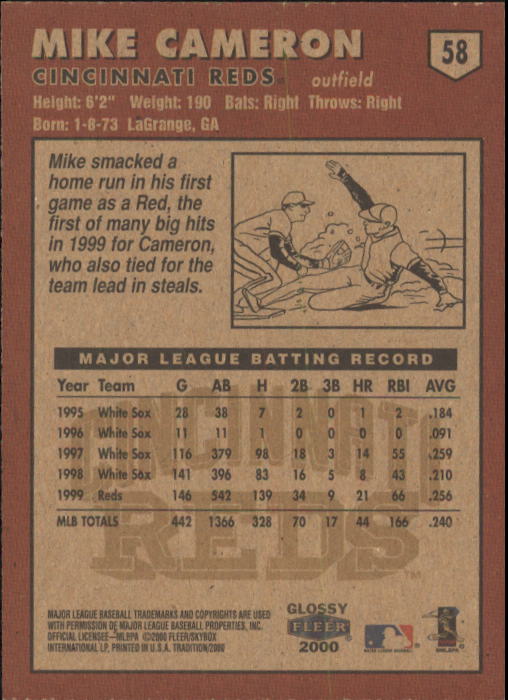 MIKE CAMERON
58
CINCINNATI REDS outfield
Height: 6'2" Weight: 190 Bats: Right Throws: Right
Born: 1-8-73 LaGrange, GA
Mike smacked a
home run in his first
game as a Red, the
first of many big hits
in 1999 for Cameron,
who also tied for the
team lead in steals.
MAJOR LEAGUE BATTING RECORD
Year Team G AB H 2B 3B HR RBI AVG
1995 White Sox 28 38 7 2 0 1 2 .184
1996 White Sox 11 11 1 0 0 0 0 .091
1997 White Sox 116 379 98 18 3 14 55 .259
1998 White Sox 141 396 83 16 5 8 43 .210
1999 Reds 146 542 139 34 9 21 66 .256
MLB TOTALS 442 1366 328 70 17 44 166 .240
CINCINNATI
REDS
TM
MAJOR LEAGUE BASEBALL TRADEMARKS AND COPYRIGHTS ARE USED
WITH PERMISSION OF MAJOR LEAGUE BASEBALL PROPERTIES, INC.
OFFICIAL LICENSEE—MLBPA ©2000 FLEER/SKYBOX
INTERNATIONAL LP, PRINTED IN U.S.A. TRADITION/2000
GLOSSY
FLEER
2000
MAJOR LEAGUE BASEBALL
MLBPA